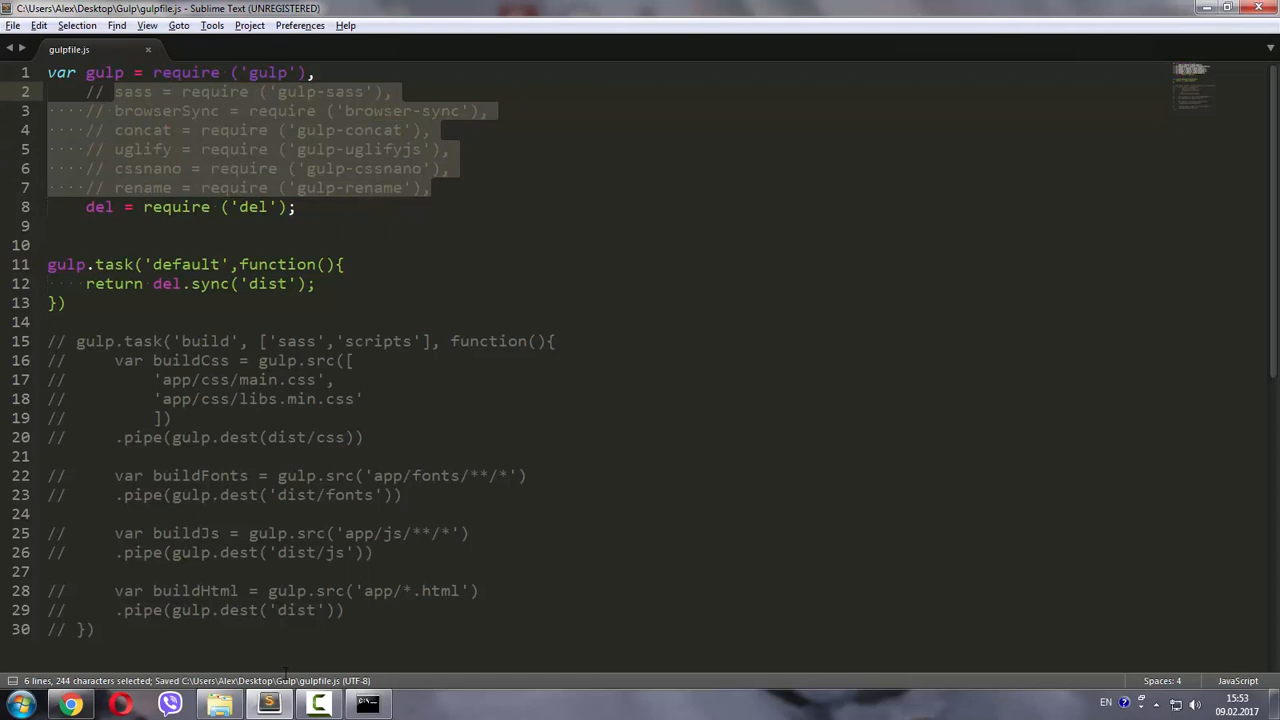 C:\Users\Alex\Desktop\Gulp\gulpfile.js - Sublime Text (UNREGISTERED)
File Edit Selection Find View Goto Tools Project Preferences Help
gulpfile.js
1 var gulp = require ('gulp'),
2 // sass = require ('gulp-sass'),
3 // browserSync = require ('browser-sync'),
4 // concat = require ('gulp-concat'),
5 // uglify = require ('gulp-uglifyjs'),
6 // cssnano = require ('gulp-cssnano'),
7 // rename = require ('gulp-rename'),
8 del = require ('del');
9
10
11 gulp.task('default',function(){
12 return del.sync('dist');
13 })
14
15 // gulp.task('build', ['sass','scripts'], function(){
16 // var buildCss = gulp.src([
17 // 'app/css/main.css',
18 // 'app/css/libs.min.css'
19 // ])
20 // .pipe(gulp.dest(dist/css))
21 //
22 // var buildFonts = gulp.src('app/fonts/**/*')
23 // .pipe(gulp.dest('dist/fonts'))
24 //
25 // var buildJs = gulp.src('app/js/**/*')
26 // .pipe(gulp.dest('dist/js'))
27 //
28 // var buildHtml = gulp.src('app/*.html')
29 // .pipe(gulp.dest('dist'))
30 // })
6 lines, 244 characters selected; Saved C:\Users\Alex\Desktop\Gulp\gulpfile.js (UTF-8) Spaces: 4 JavaScript
EN 15:53
09.02.2017